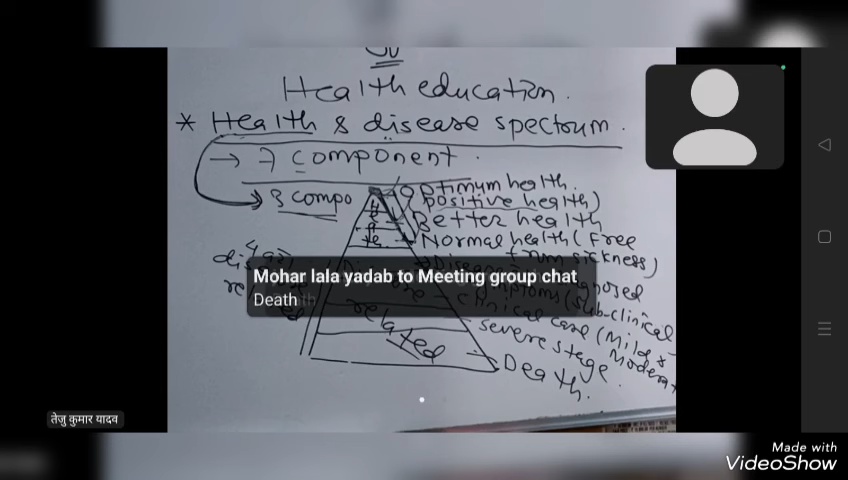 Health education.
* Health & disease spectrum.
→ 7 component.
→ 3 compo
Optimum health.
(positive health)
Better health
Normal health (Free
from sickness)
Mohar lala yadab to Meeting group chat
Death
clinical case (Mild &
Moderat
severe stage.
related
Death.
तेजु कुमार यादव
Made with
VideoShow